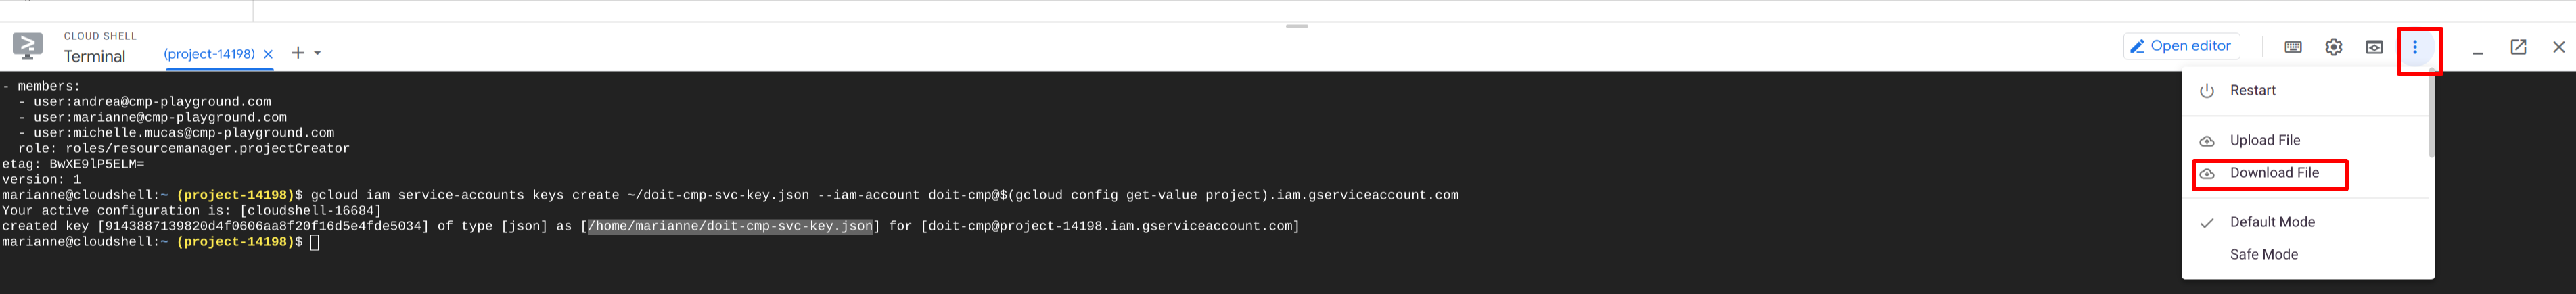 CLOUD SHELL
Terminal
(project-14198)
Open editor
- members:
  - user:andrea@cmp-playground.com
  - user:marianne@cmp-playground.com
  - user:michelle.mucas@cmp-playground.com
  role: roles/resourcemanager.projectCreator
etag: BwXE9lP5ELM=
version: 1
marianne@cloudshell:~ (project-14198)$ gcloud iam service-accounts keys create ~/doit-cmp-svc-key.json --iam-account doit-cmp@$(gcloud config get-value project).iam.gserviceaccount.com
Your active configuration is: [cloudshell-16684]
created key [9143887139820d4f0606aa8f20f16d5e4fde5034] of type [json] as [/home/marianne/doit-cmp-svc-key.json] for [doit-cmp@project-14198.iam.gserviceaccount.com]
marianne@cloudshell:~ (project-14198)$
Restart
Upload File
Download File
Default Mode
Safe Mode